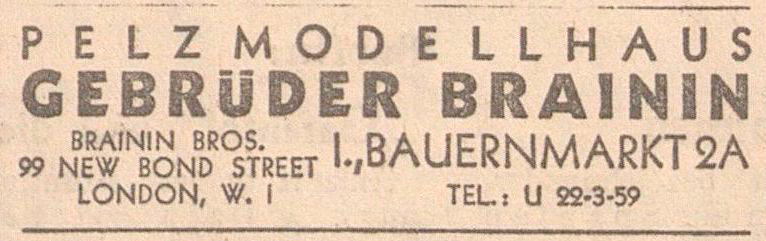 PELZMODELLHAUS
GEBRÜDER BRAININ
BRAININ BROS.
99 NEW BOND STREET
LONDON, W. 1
I., BAUERNMARKT 2A
TEL.: U 22-3-59